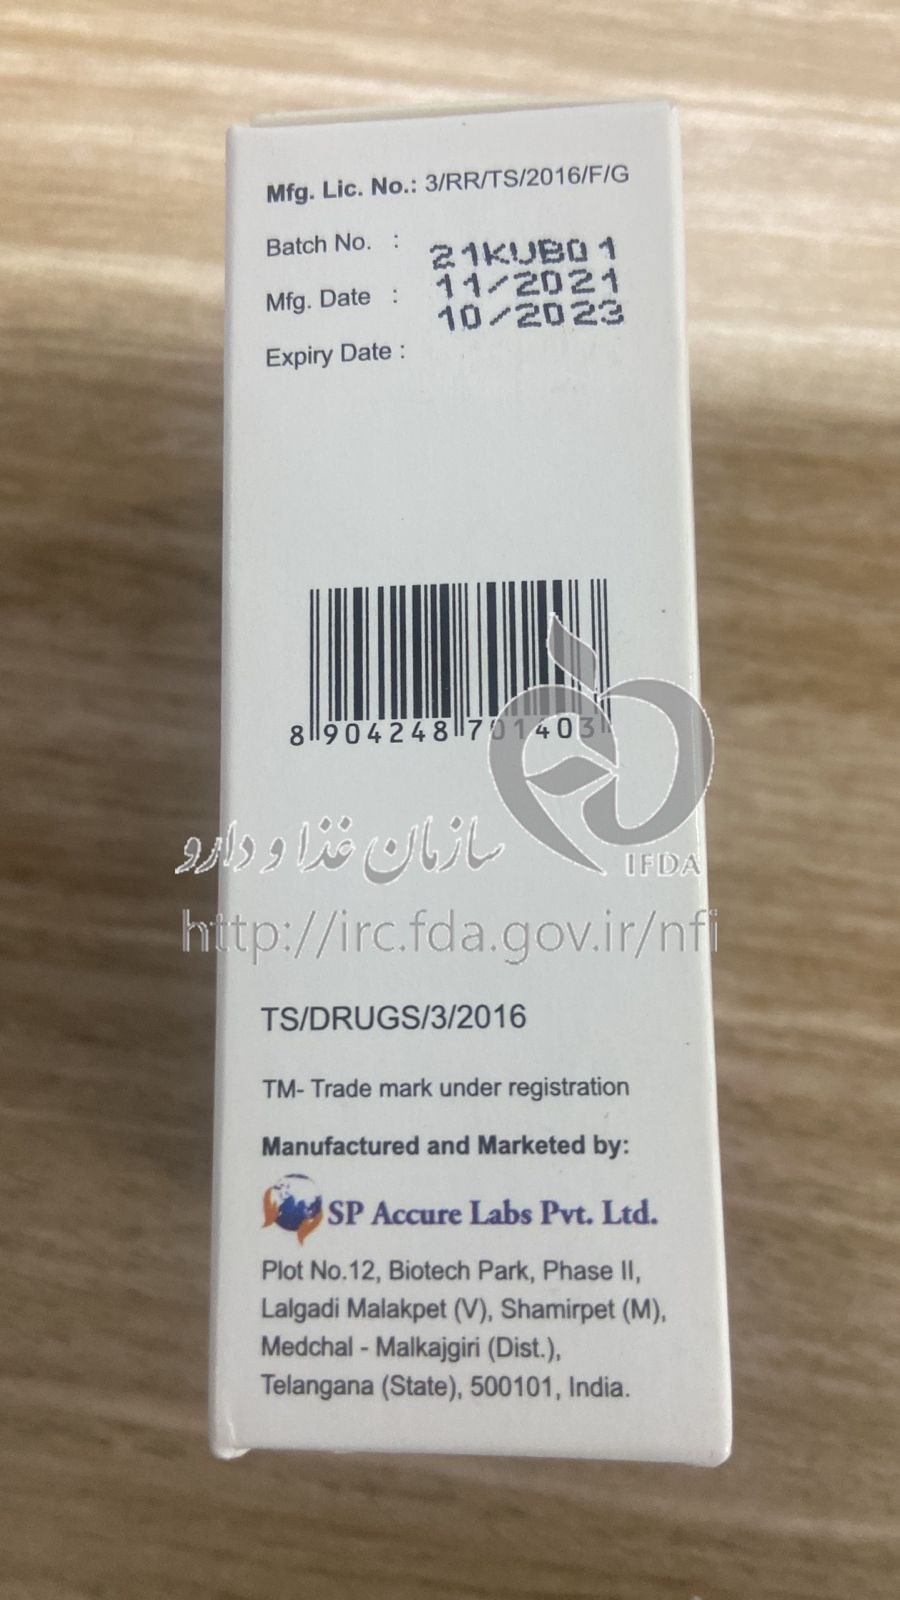 Mfg. Lic. No.: 3/RR/TS/2016/F/G
Batch No. : 21KUB01
Mfg. Date : 11/2021
Expiry Date : 10/2023
8 904248 701403
سازمان غذا و دارو
IFDA
http://irc.fda.gov.ir/nfi
TS/DRUGS/3/2016
TM- Trade mark under registration
Manufactured and Marketed by:
SP Accure Labs Pvt. Ltd.
Plot No.12, Biotech Park, Phase II,
Lalgadi Malakpet (V), Shamirpet (M),
Medchal - Malkajgiri (Dist.),
Telangana (State), 500101, India.